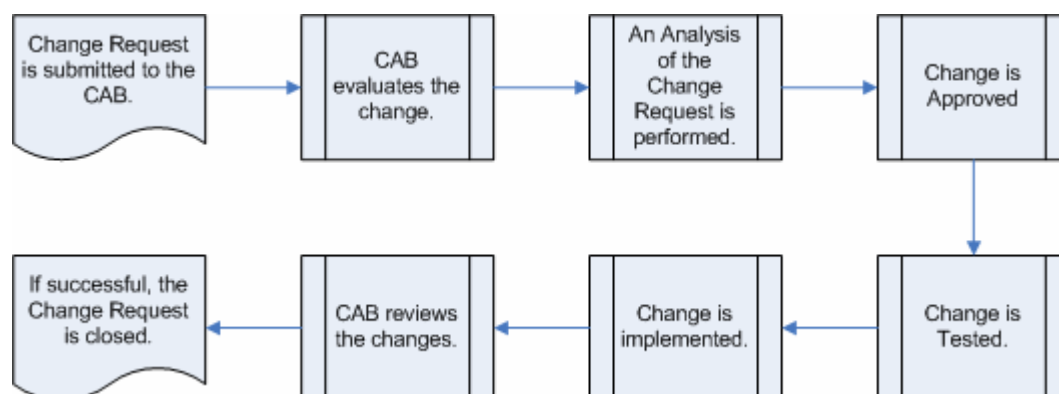 Change Request
is submitted to the
CAB.
CAB
evaluates the
change.
An Analysis
of the
Change
Request is
performed.
Change is
Approved
Change is
Tested.
Change is
implemented.
CAB reviews
the changes.
If successful, the
Change Request
is closed.